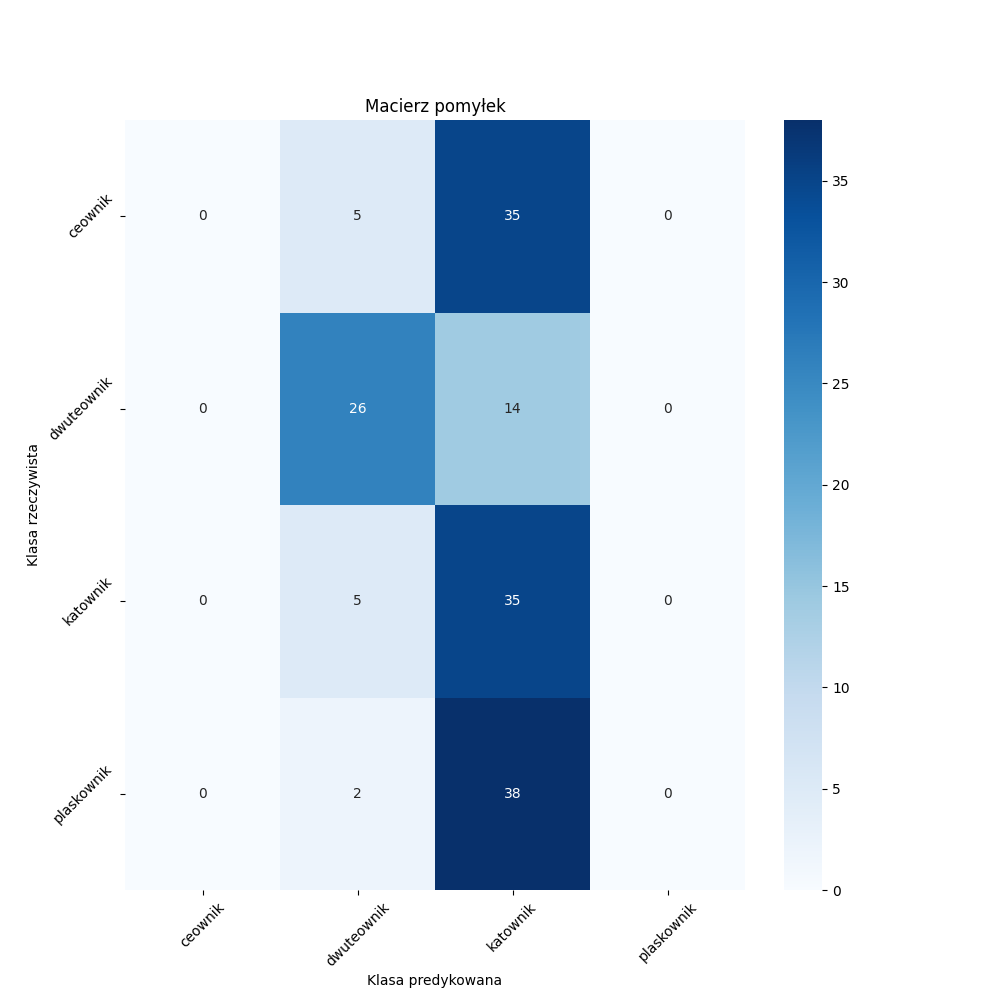 Macierz pomyłek
ceownik 0 5 35 0
dwuteownik 0 26 14 0
katownik 0 5 35 0
plaskownik 0 2 38 0
ceownik dwuteownik katownik plaskownik
Klasa predykowana
Klasa rzeczywista
35
30
25
20
15
10
5
0